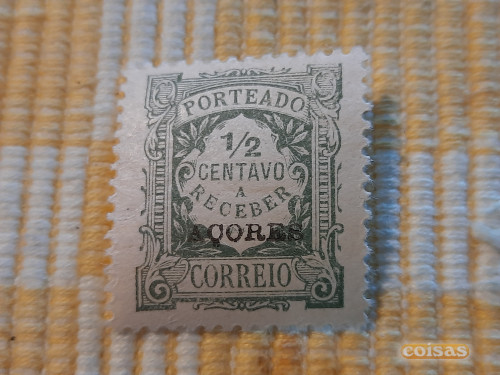 PORTEADO
1/2
CENTAVO
A
RECEBER
AÇORES
CORREIO
coisas